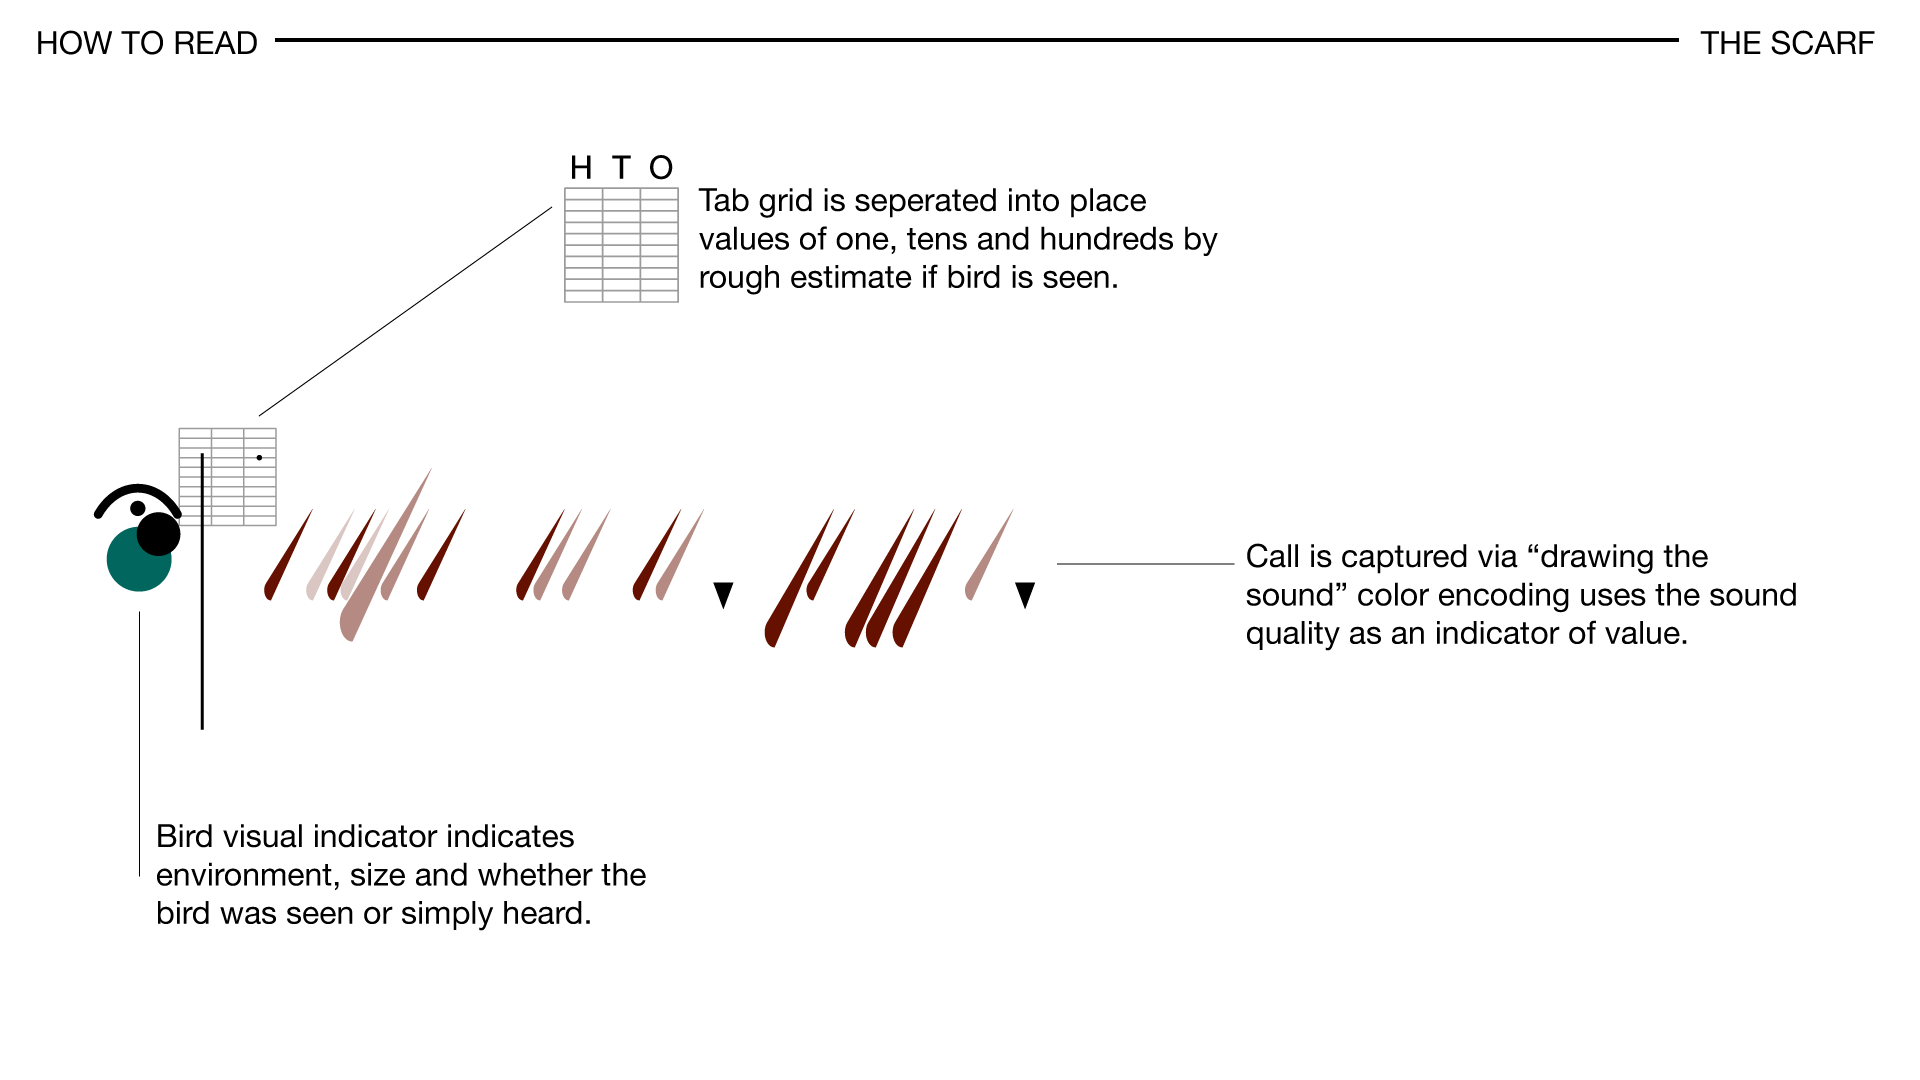 HOW TO READ
THE SCARF
H T O
Tab grid is seperated into place
values of one, tens and hundreds by
rough estimate if bird is seen.
Call is captured via “drawing the
sound” color encoding uses the sound
quality as an indicator of value.
Bird visual indicator indicates
environment, size and whether the
bird was seen or simply heard.